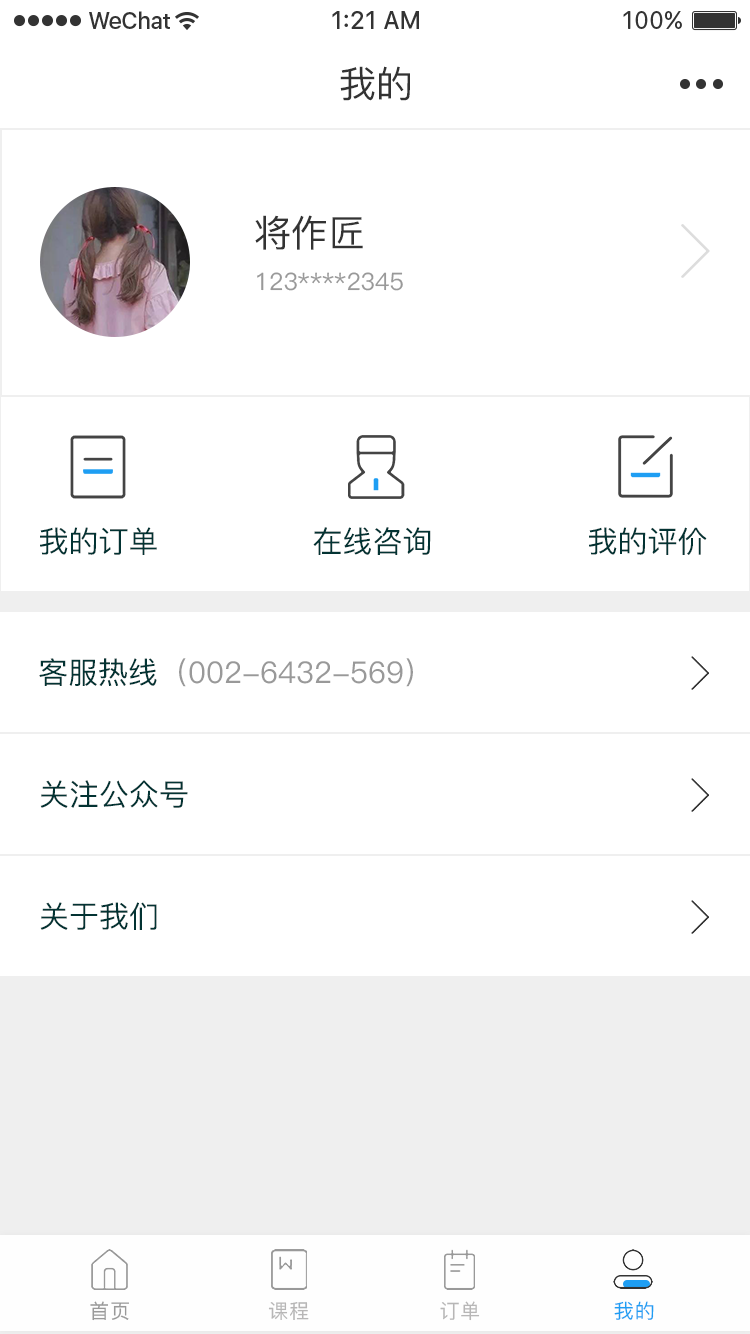 WeChat 1:21 AM 100%
我的
将作匠
123****2345
我的订单 在线咨询 我的评价
客服热线（002-6432-569）
关注公众号
关于我们
首页 课程 订单 我的